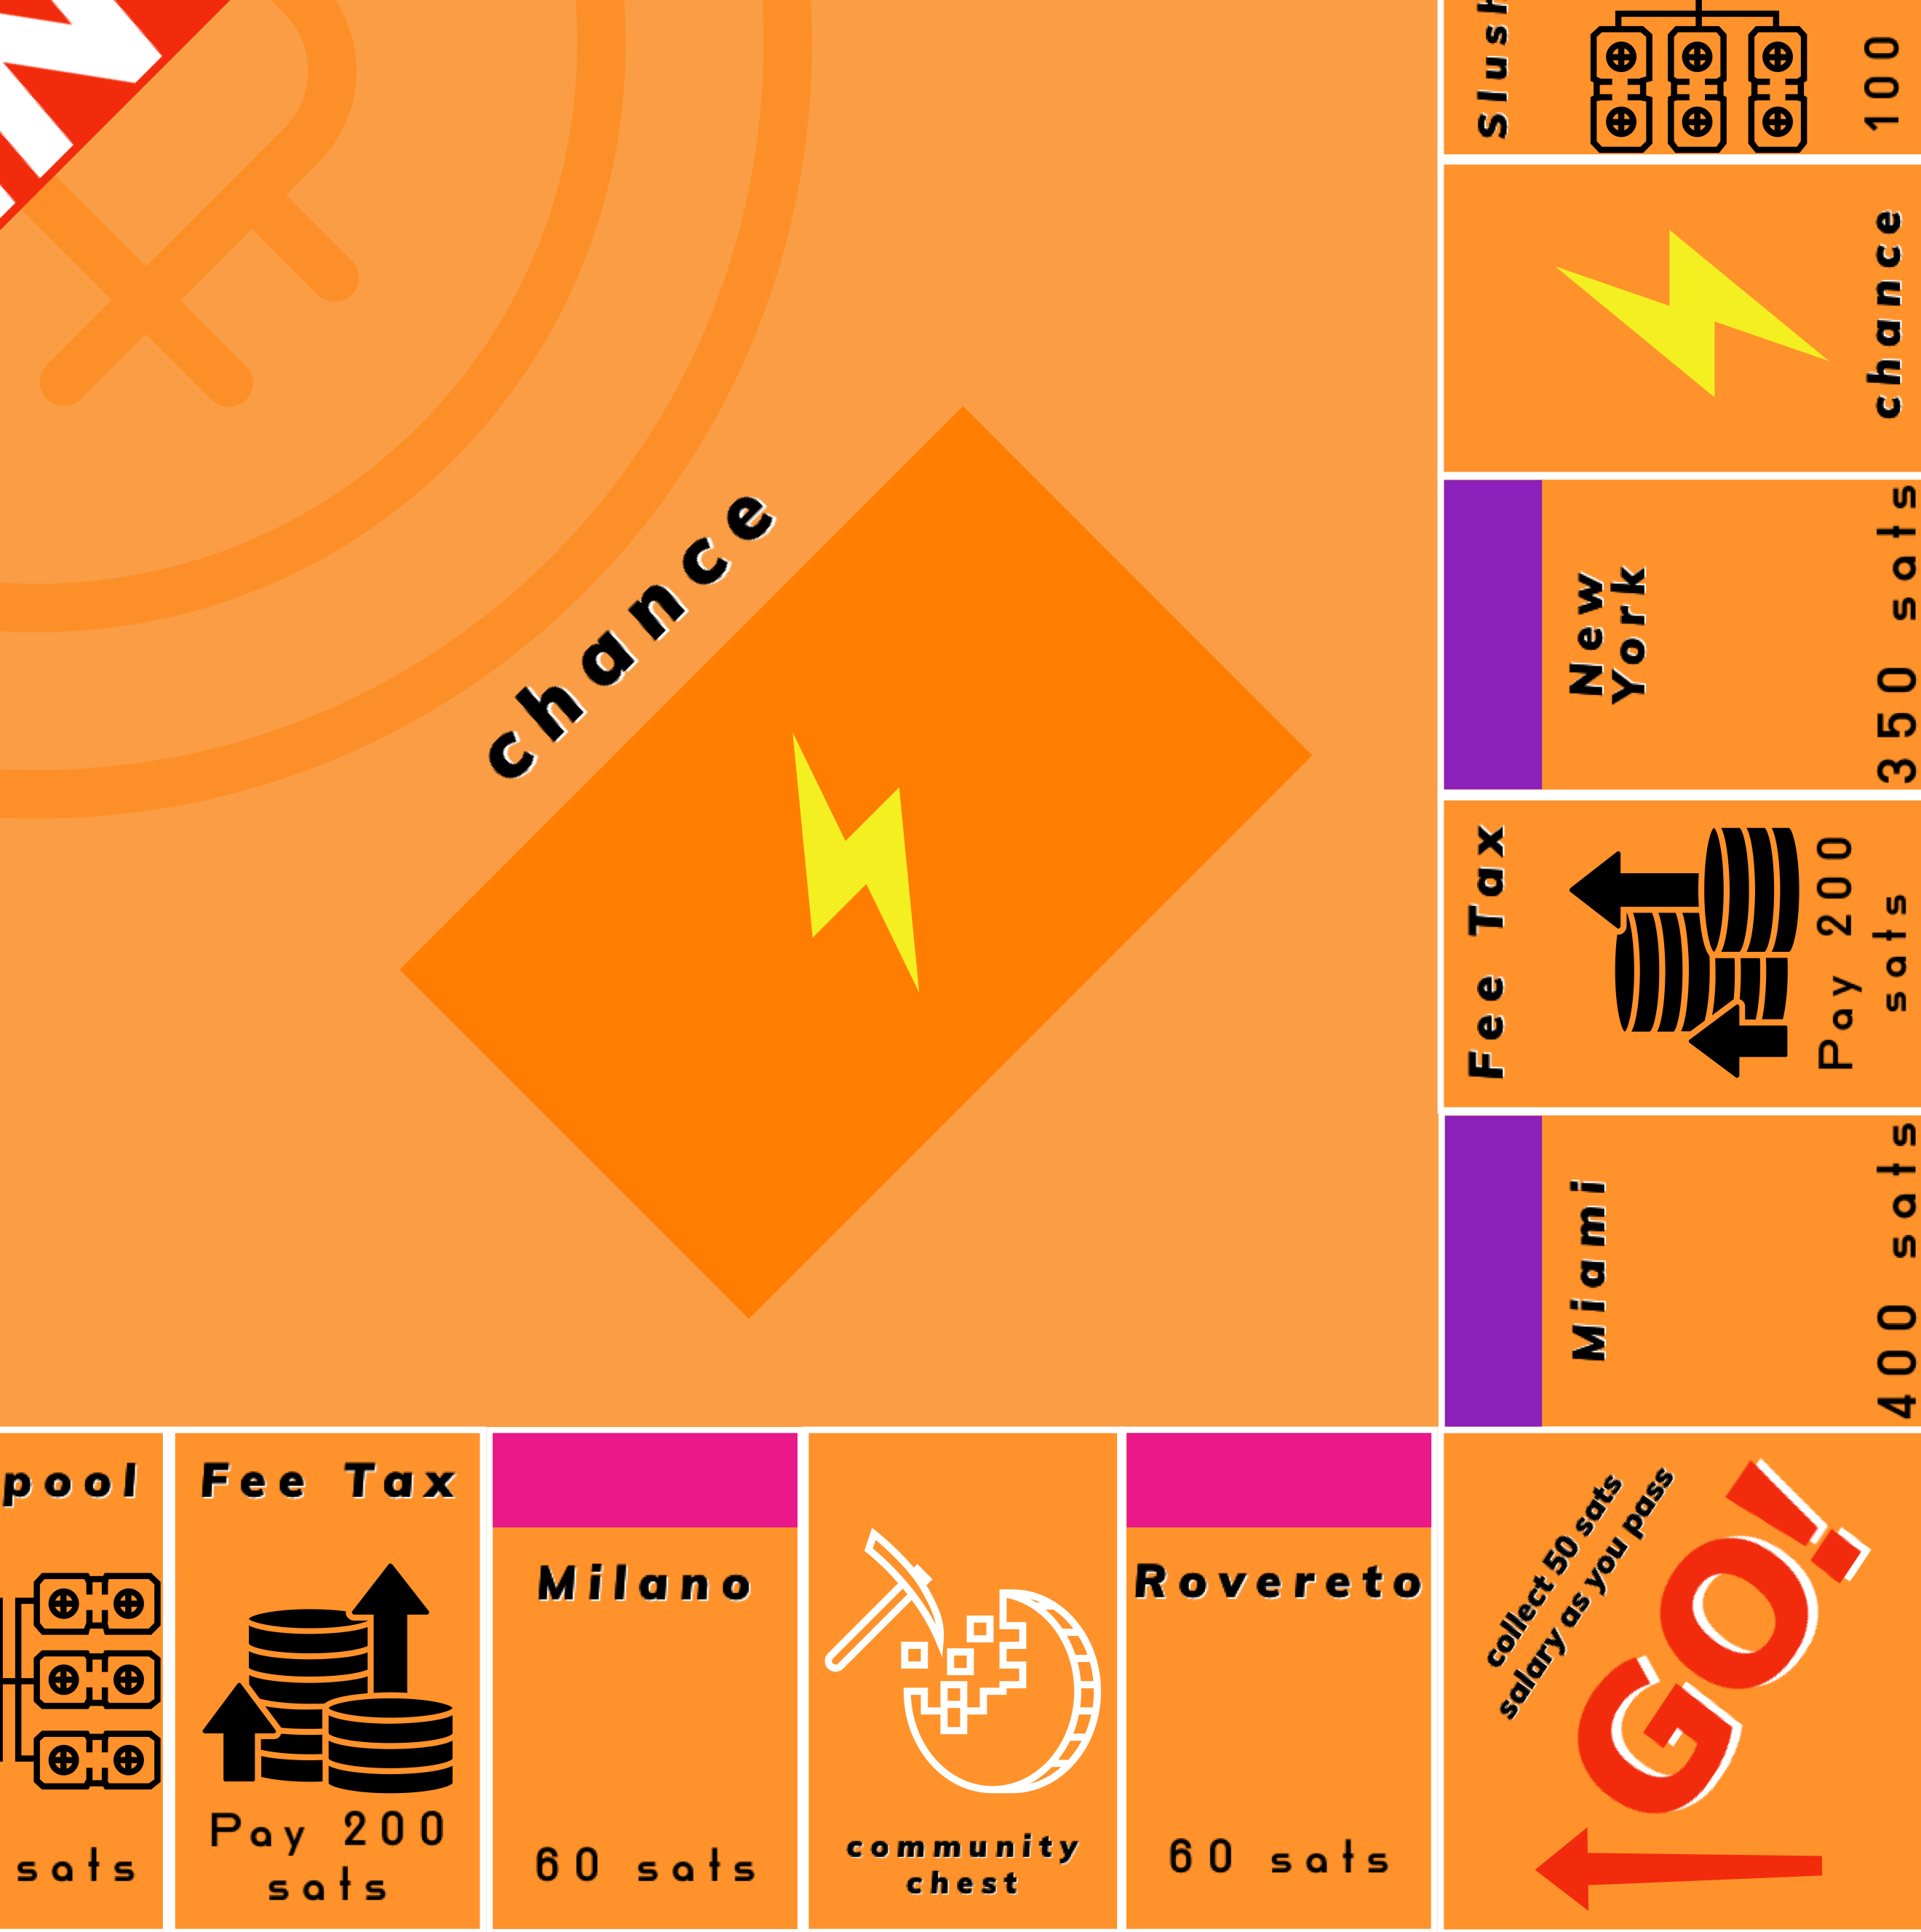 Slush
100
chance
New
York
350 sats
chance
Fee Tax
Pay 200
sats
Miami
400 sats
pool
sats
Fee Tax
Pay 200
sats
Milano
60 sats
community
chest
Rovereto
60 sats
collect 50 sats
salary as you pass
GO!